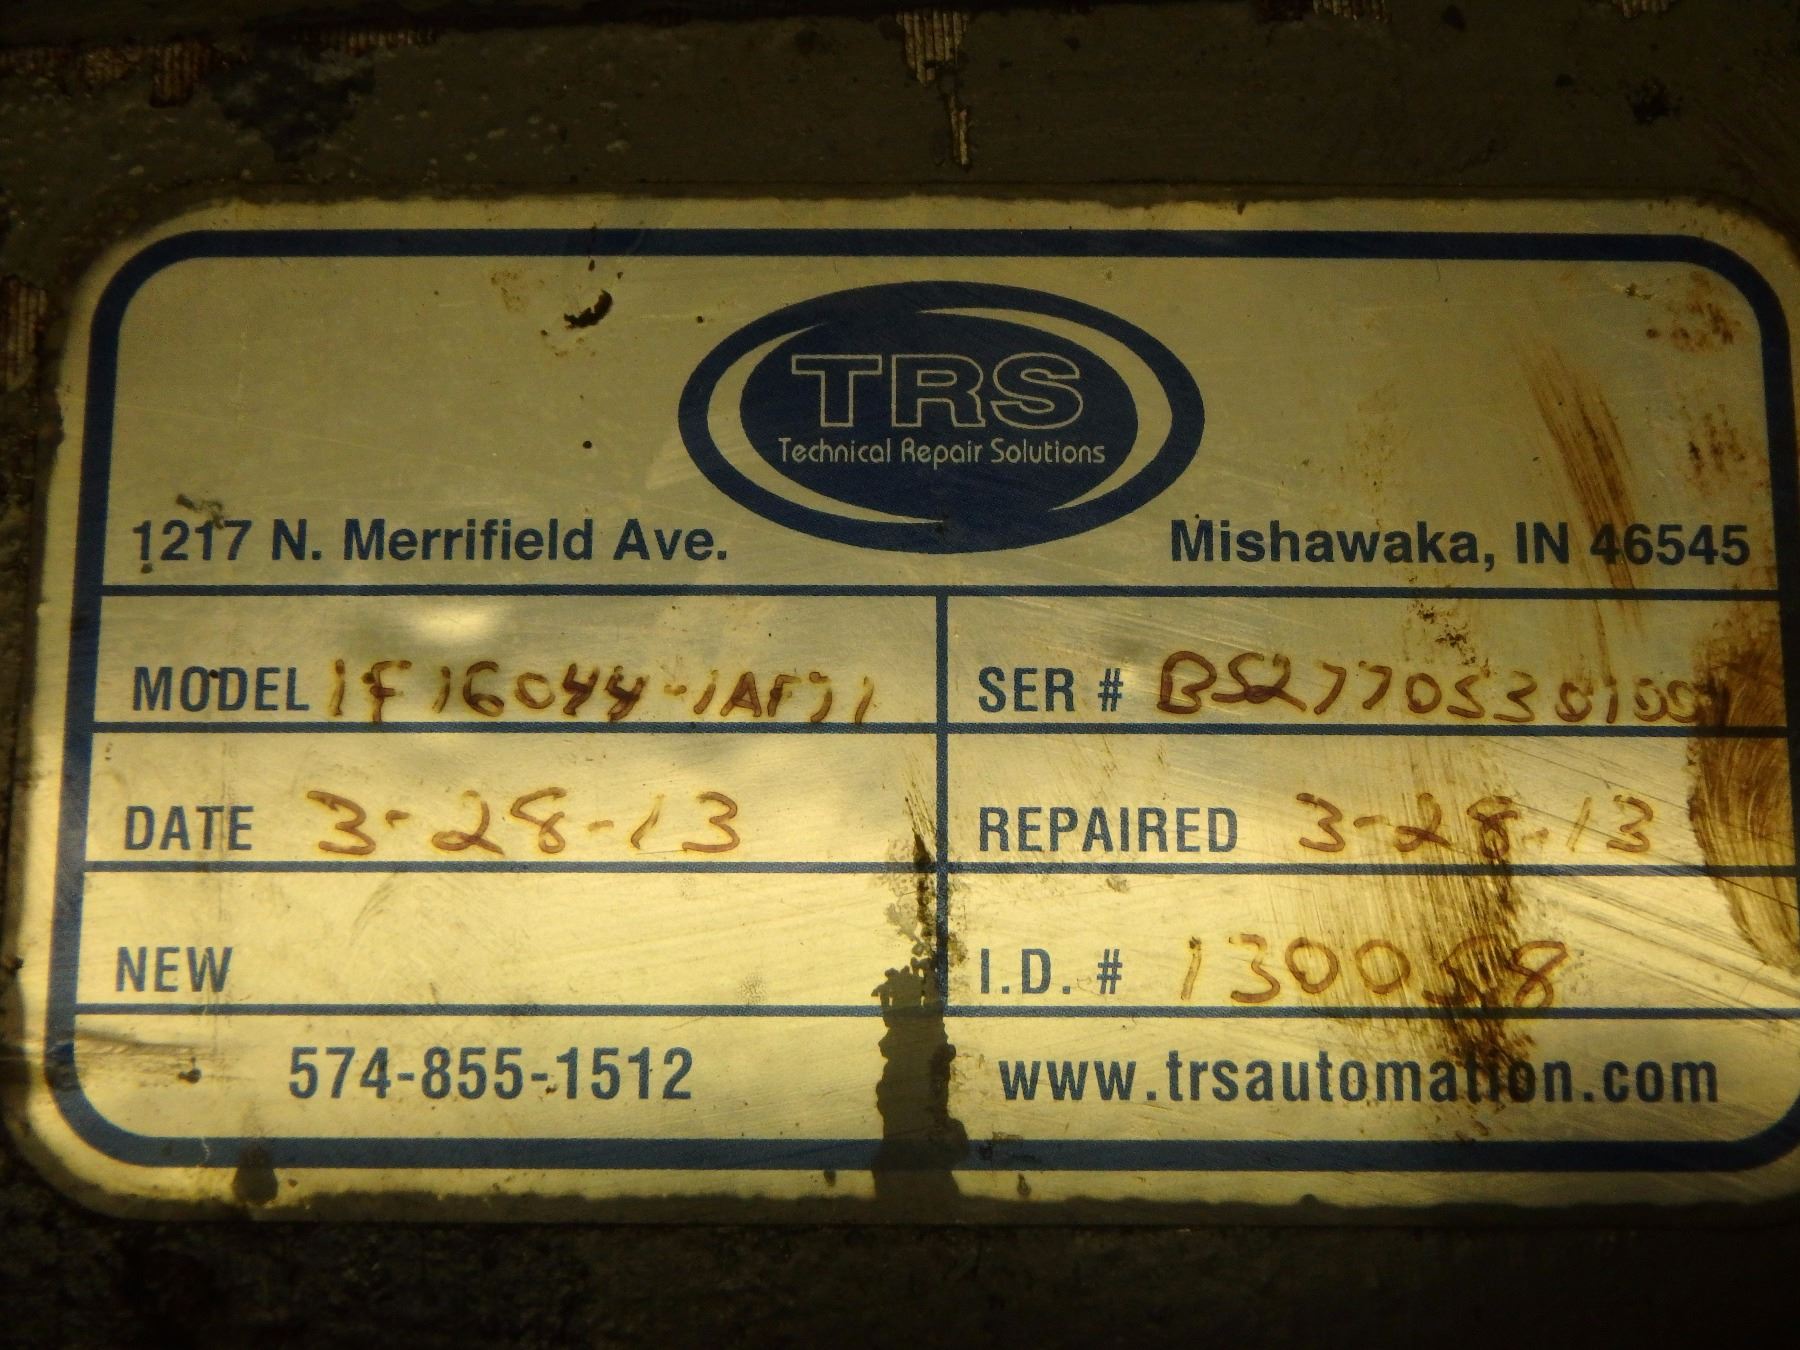 TRS
Technical Repair Solutions
1217 N. Merrifield Ave. Mishawaka, IN 46545
MODEL 1F16044-1AF71 SER #
DATE 3-28-13 REPAIRED 3-28-13
NEW I.D. # 130058
574-855-1512 www.trsautomation.com